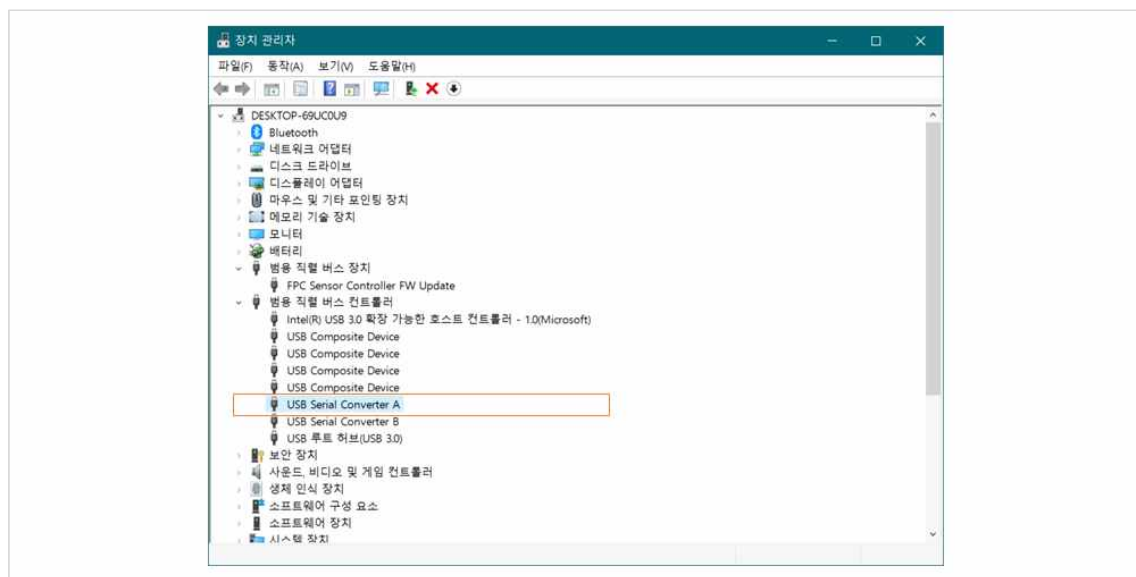 장치 관리자
파일(F) 동작(A) 보기(V) 도움말(H)
DESKTOP-69UC0U9
Bluetooth
네트워크 어댑터
디스크 드라이브
디스플레이 어댑터
마우스 및 기타 포인팅 장치
메모리 기술 장치
모니터
배터리
범용 직렬 버스 장치
FPC Sensor Controller FW Update
범용 직렬 버스 컨트롤러
Intel(R) USB 3.0 확장 가능한 호스트 컨트롤러 - 1.0(Microsoft)
USB Composite Device
USB Composite Device
USB Composite Device
USB Composite Device
USB Serial Converter A
USB Serial Converter B
USB 루트 허브(USB 3.0)
보안 장치
사운드, 비디오 및 게임 컨트롤러
생체 인식 장치
소프트웨어 구성 요소
소프트웨어 장치
시스템 장치